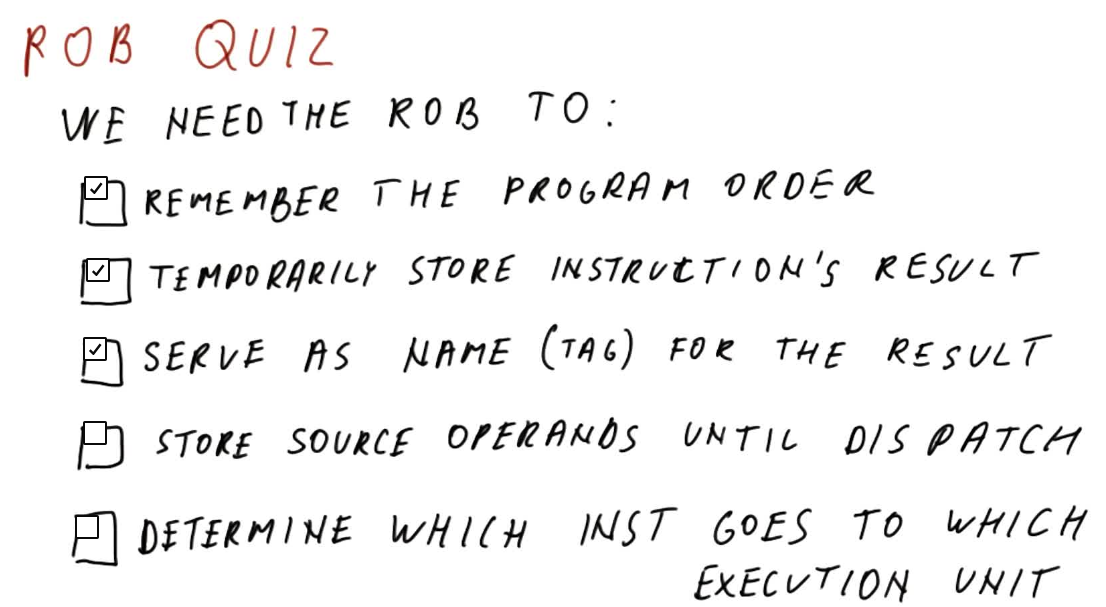 ROB QUIZ
WE NEED THE ROB TO:
REMEMBER THE PROGRAM ORDER
TEMPORARILY STORE INSTRUCTION'S RESULT
SERVE AS NAME (TAG) FOR THE RESULT
STORE SOURCE OPERANDS UNTIL DISPATCH
DETERMINE WHICH INST GOES TO WHICH
EXECUTION UNIT